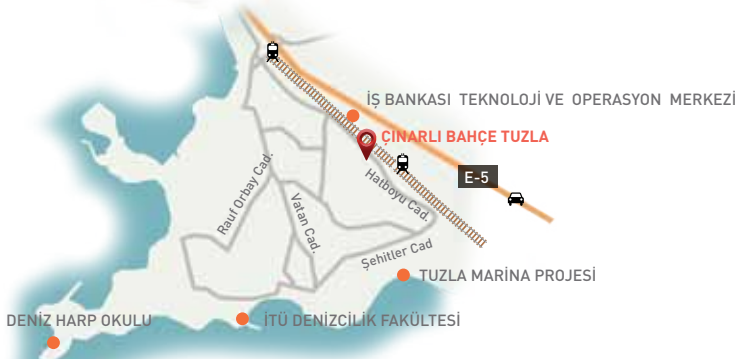 İŞ BANKASI TEKNOLOJİ VE OPERASYON MERKEZİ
ÇINARLI BAHÇE TUZLA
E-5
Rauf Orbay Cad.
Hatboyu Cad.
Vatan Cad.
Şehitler Cad
TUZLA MARİNA PROJESİ
DENİZ HARP OKULU
İTÜ DENİZCİLİK FAKÜLTESİ